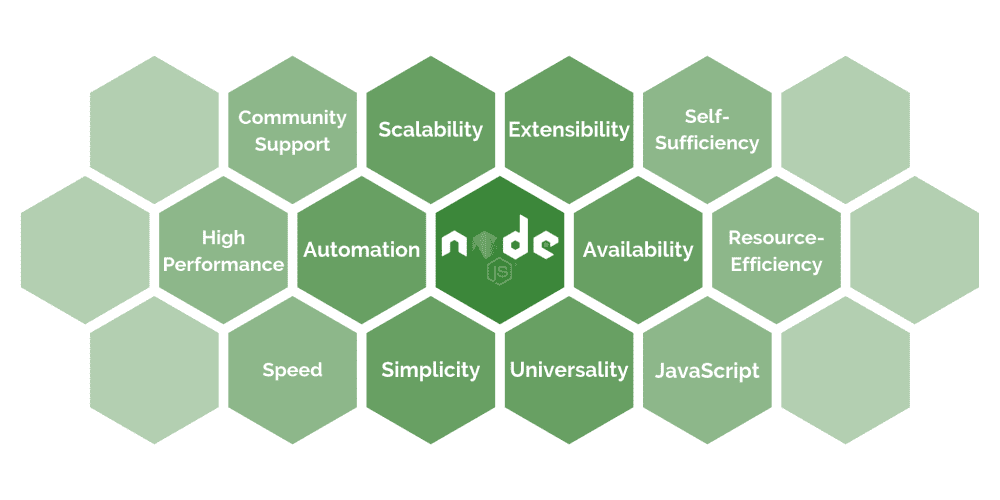 Community
Support
Scalability
Extensibility
Self-
Sufficiency
High
Performance
Automation
node
JS
Availability
Resource-
Efficiency
Speed
Simplicity
Universality
JavaScript